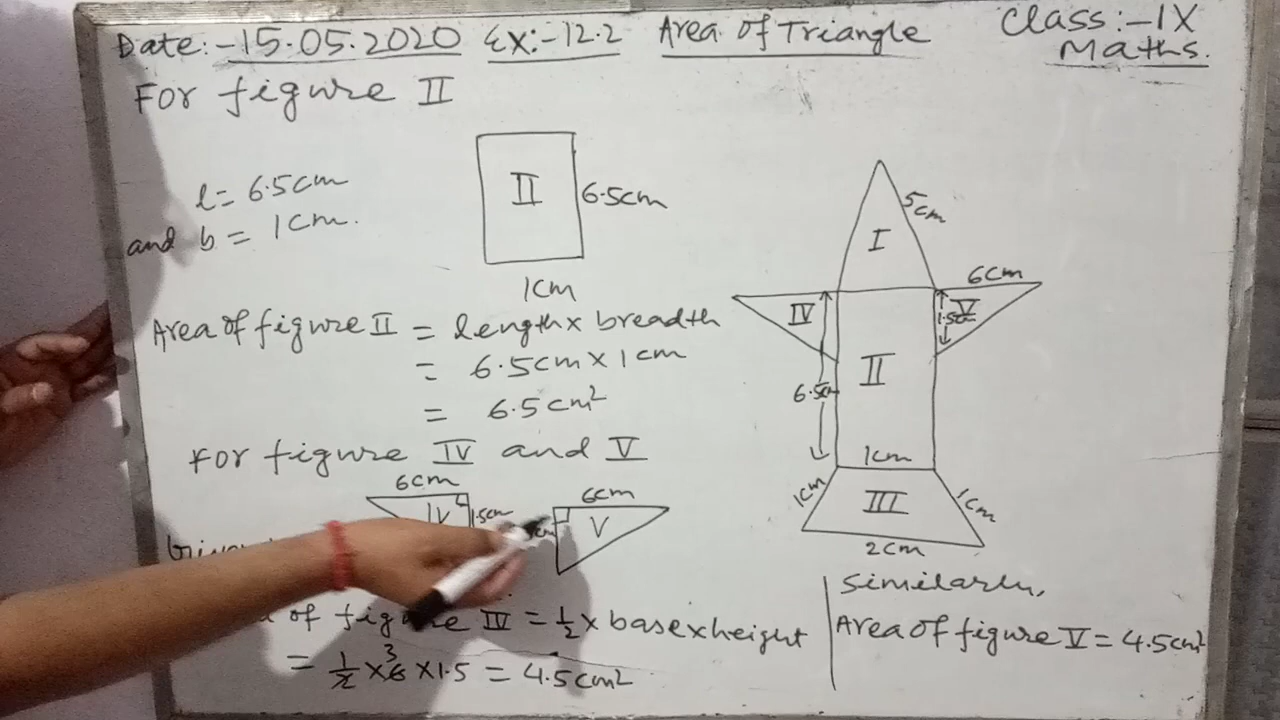 Date:-15.05.2020 Ex:-12.2 Area of Triangle Class:-IX
Maths.
For figure II
l= 6.5cm
and b = 1cm.
II
6.5cm
1cm
Area of figure II = length x breadth
= 6.5cm x 1cm
= 6.5cm²
For figure IV and V
6cm
IV
1.5cm
6cm
V
of figure IV = 1/2 x base x height
= 1/2 x 6 x 1.5 = 4.5cm²
3
5cm
I
6cm
IV
V
1.5cm
II
6.5cm
1cm
1cm
III
1cm
2cm
Similarly,
Area of figure V = 4.5cm²